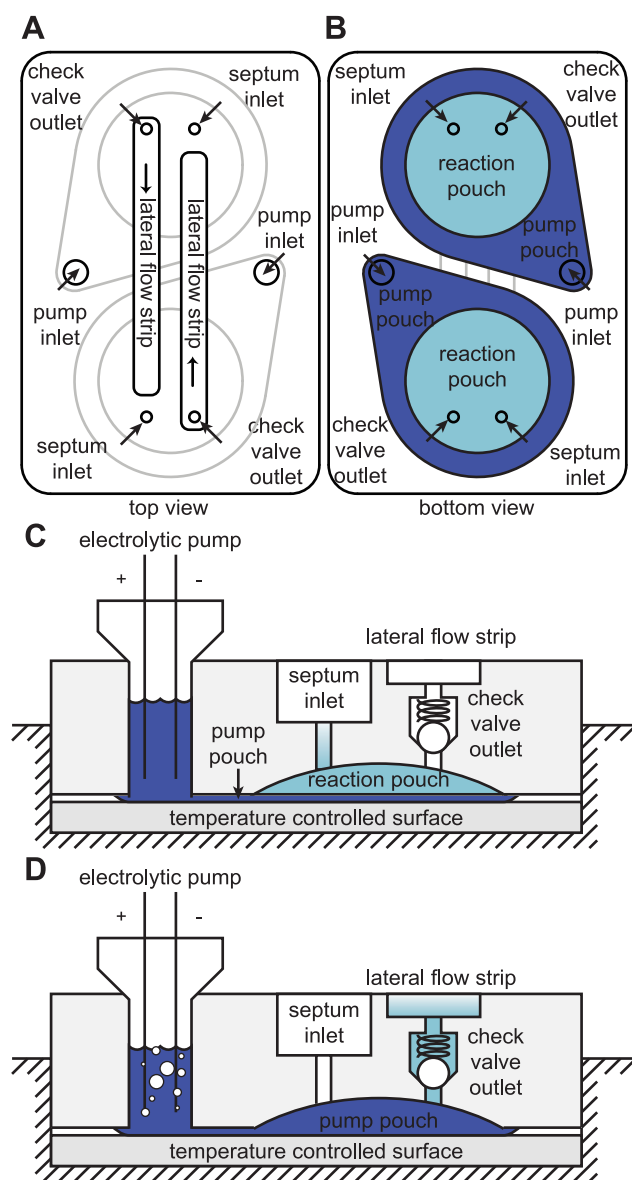 A
check
valve
outlet
septum
inlet
lateral flow strip
lateral flow strip
pump
inlet
pump
inlet
septum
inlet
check
valve
outlet
top view
B
septum
inlet
check
valve
outlet
reaction
pouch
pump
inlet
pump
pouch
pump
pouch
pump
inlet
reaction
pouch
check
valve
outlet
septum
inlet
bottom view
C
electrolytic pump
+ -
lateral flow strip
septum
inlet
check
valve
outlet
pump
pouch
reaction pouch
temperature controlled surface
D
electrolytic pump
+ -
lateral flow strip
septum
inlet
check
valve
outlet
pump pouch
temperature controlled surface